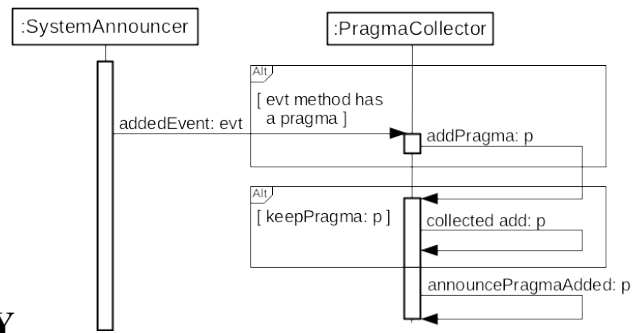 :SystemAnnouncer
:PragmaCollector
Alt
[ evt method has
a pragma ]
addedEvent: evt
addPragma: p
Alt
[ keepPragma: p ]
collected add: p
announcePragmaAdded: p
Y